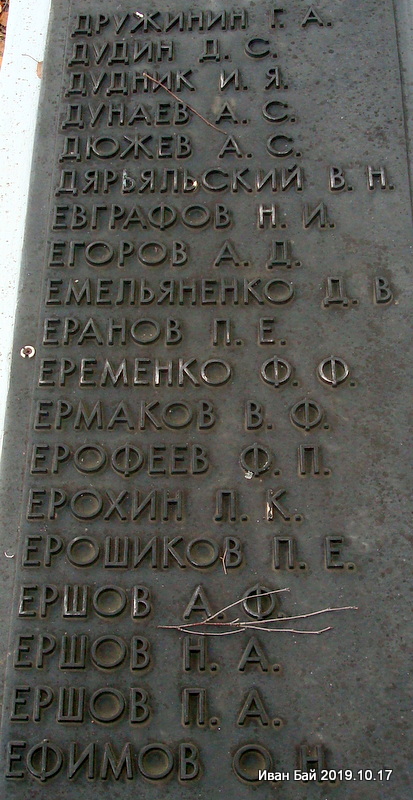 ДРУЖИНИН Г. А.
ДУДИН Д. С.
ДУДНИК И. Я.
ДУНАЕВ А. С.
ДЮЖЕВ А. С.
ДЯРЬЯЛЬСКИЙ В. Н.
ЕВГРАФОВ Н. И.
ЕГОРОВ А. Д.
ЕМЕЛЬЯНЕНКО Д. В
ЕРАНОВ П. Е.
ЕРЕМЕНКО Ф. Ф.
ЕРМАКОВ В. Ф.
ЕРОФЕЕВ Ф. П.
ЕРОХИН Л. К.
ЕРОШИКОВ П. Е.
ЕРШОВ А. Ф.
ЕРШОВ Н. А.
ЕРШОВ П. А.
ЕФИМОВ О. Н.
Иван Бай 2019.10.17